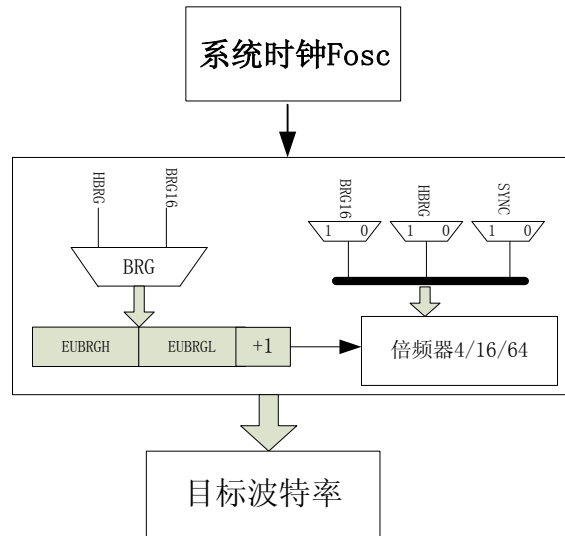 系统时钟Fosc
HBRG
BRG16
BRG16
HBRG
SYNC
1 0
1 0
1 0
BRG
EUBRGH
EUBRGL
+1
倍频器4/16/64
目标波特率